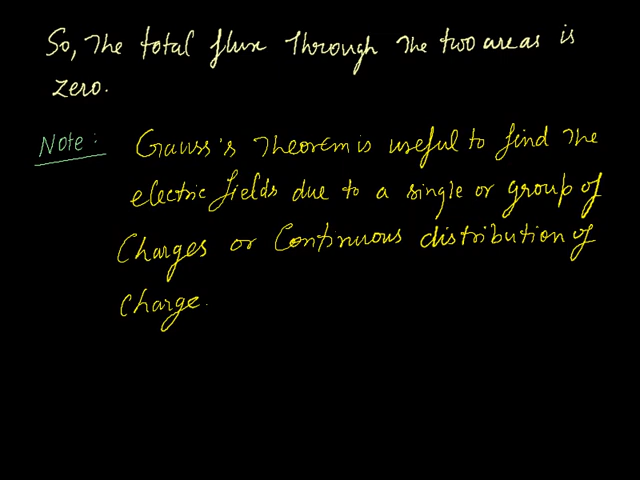 So, The total flux Through The two areas is
zero.
Note: Gauss's Theorem is useful to find The
electric fields due to a single or group of
Charges or Continuous distribution of
Charge.